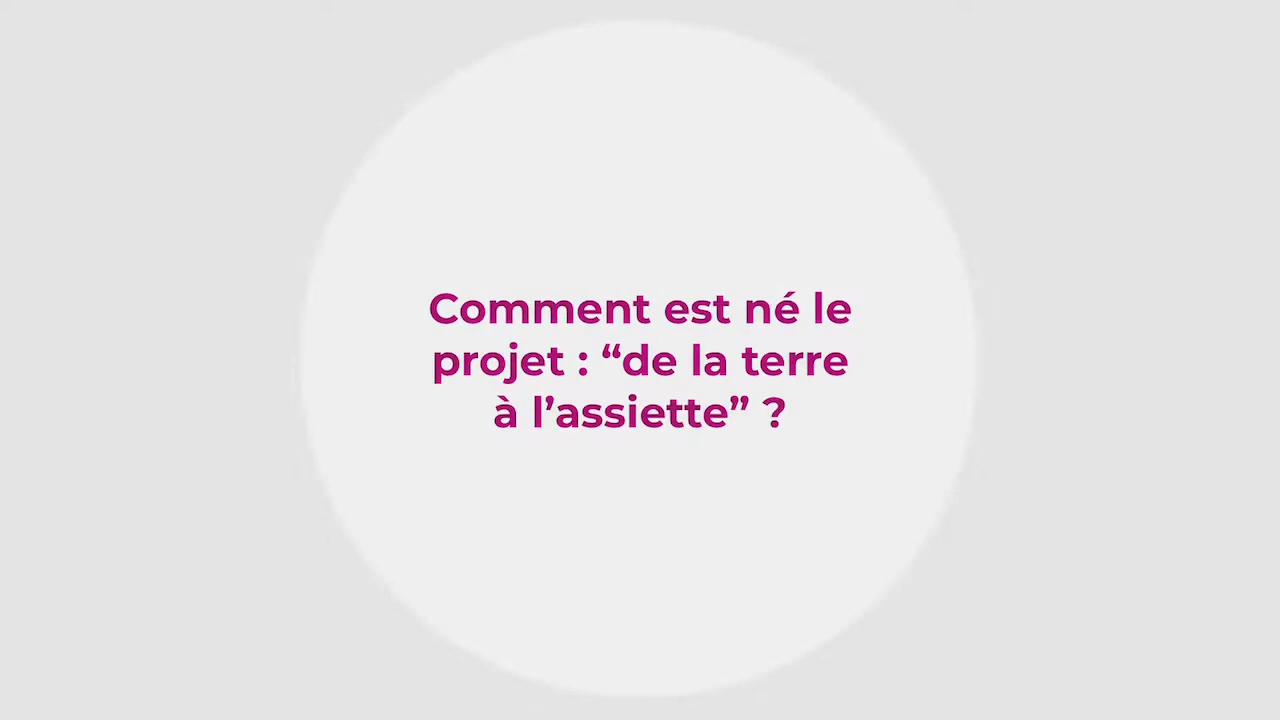 Comment est né le
projet : “de la terre
à l’assiette” ?